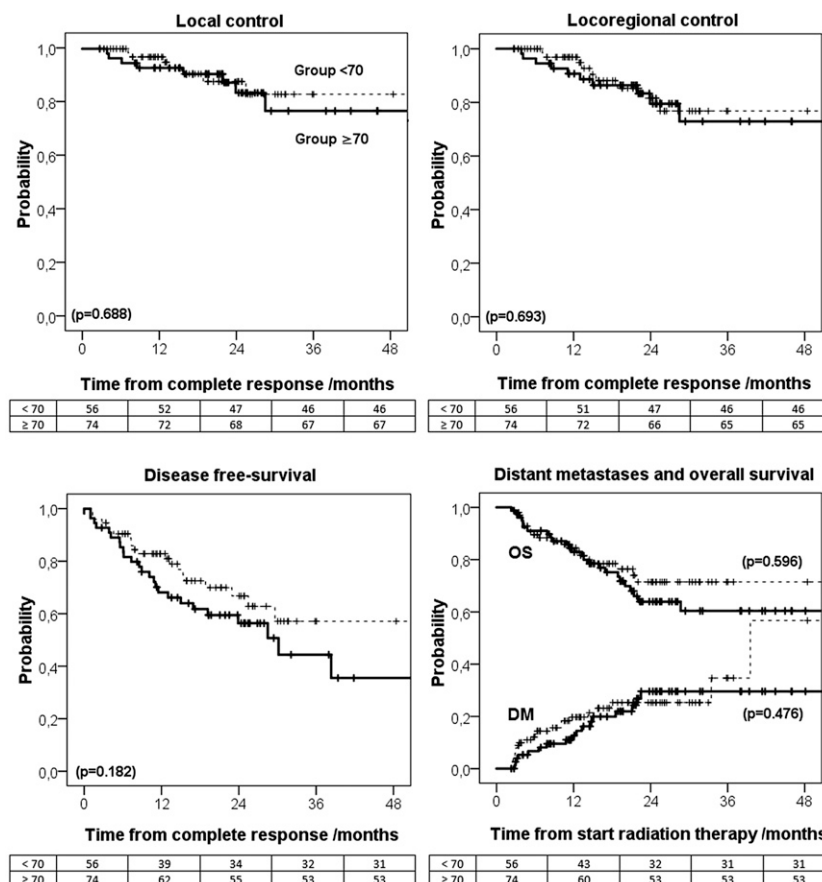 Local control
Probability
1,0
0,8
0,6
0,4
0,2
0,0
Group <70
Group ≥70
(p=0.688)
0 12 24 36 48
Time from complete response /months
< 70 56 52 47 46 46
≥ 70 74 72 68 67 67
Locoregional control
Probability
1,0
0,8
0,6
0,4
0,2
0,0
(p=0.693)
0 12 24 36 48
Time from complete response /months
< 70 56 51 47 46 46
≥ 70 74 72 66 65 65
Disease free-survival
Probability
1,0
0,8
0,6
0,4
0,2
0,0
(p=0.182)
0 12 24 36 48
Time from complete response /months
< 70 56 39 34 32 31
≥ 70 74 62 55 53 53
Distant metastases and overall survival
Probability
1,0
0,8
0,6
0,4
0,2
0,0
OS
(p=0.596)
DM
(p=0.476)
0 12 24 36 48
Time from start radiation therapy /months
< 70 56 43 32 31 31
≥ 70 74 60 53 53 53